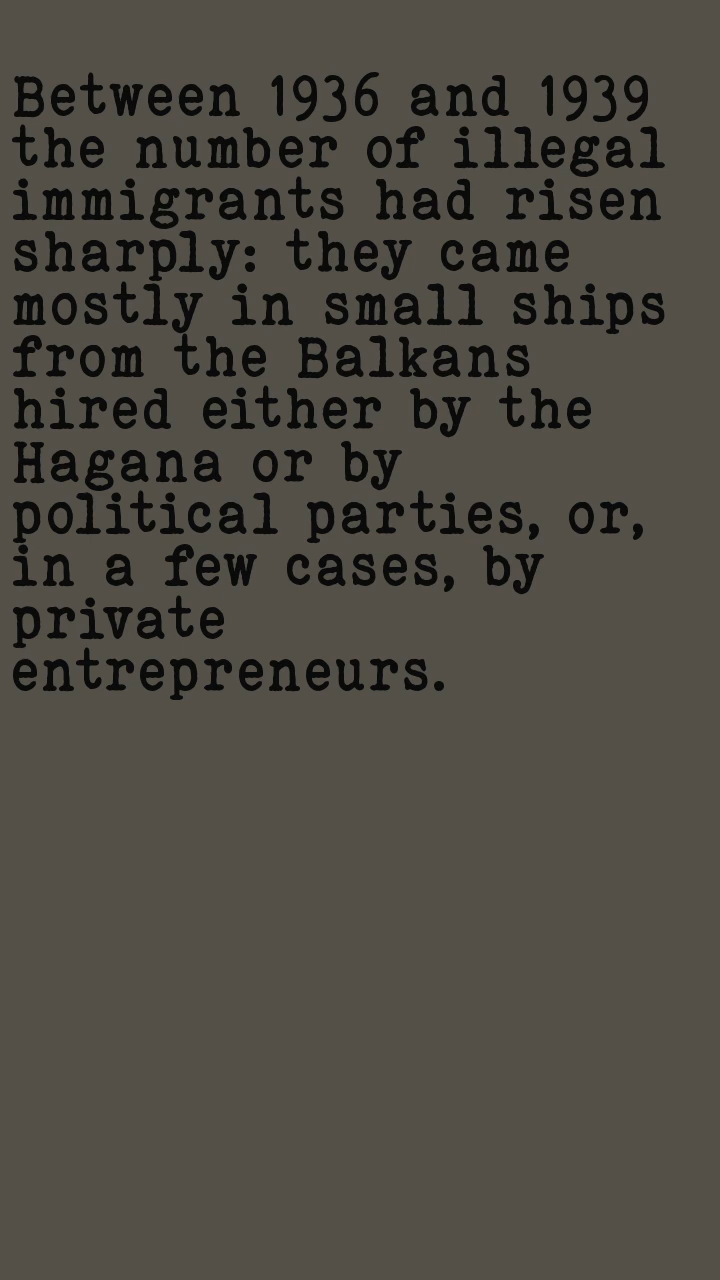 Between 1936 and 1939
the number of illegal
immigrants had risen
sharply: they came
mostly in small ships
from the Balkans
hired either by the
Hagana or by
political parties, or,
in a few cases, by
private
entrepreneurs.